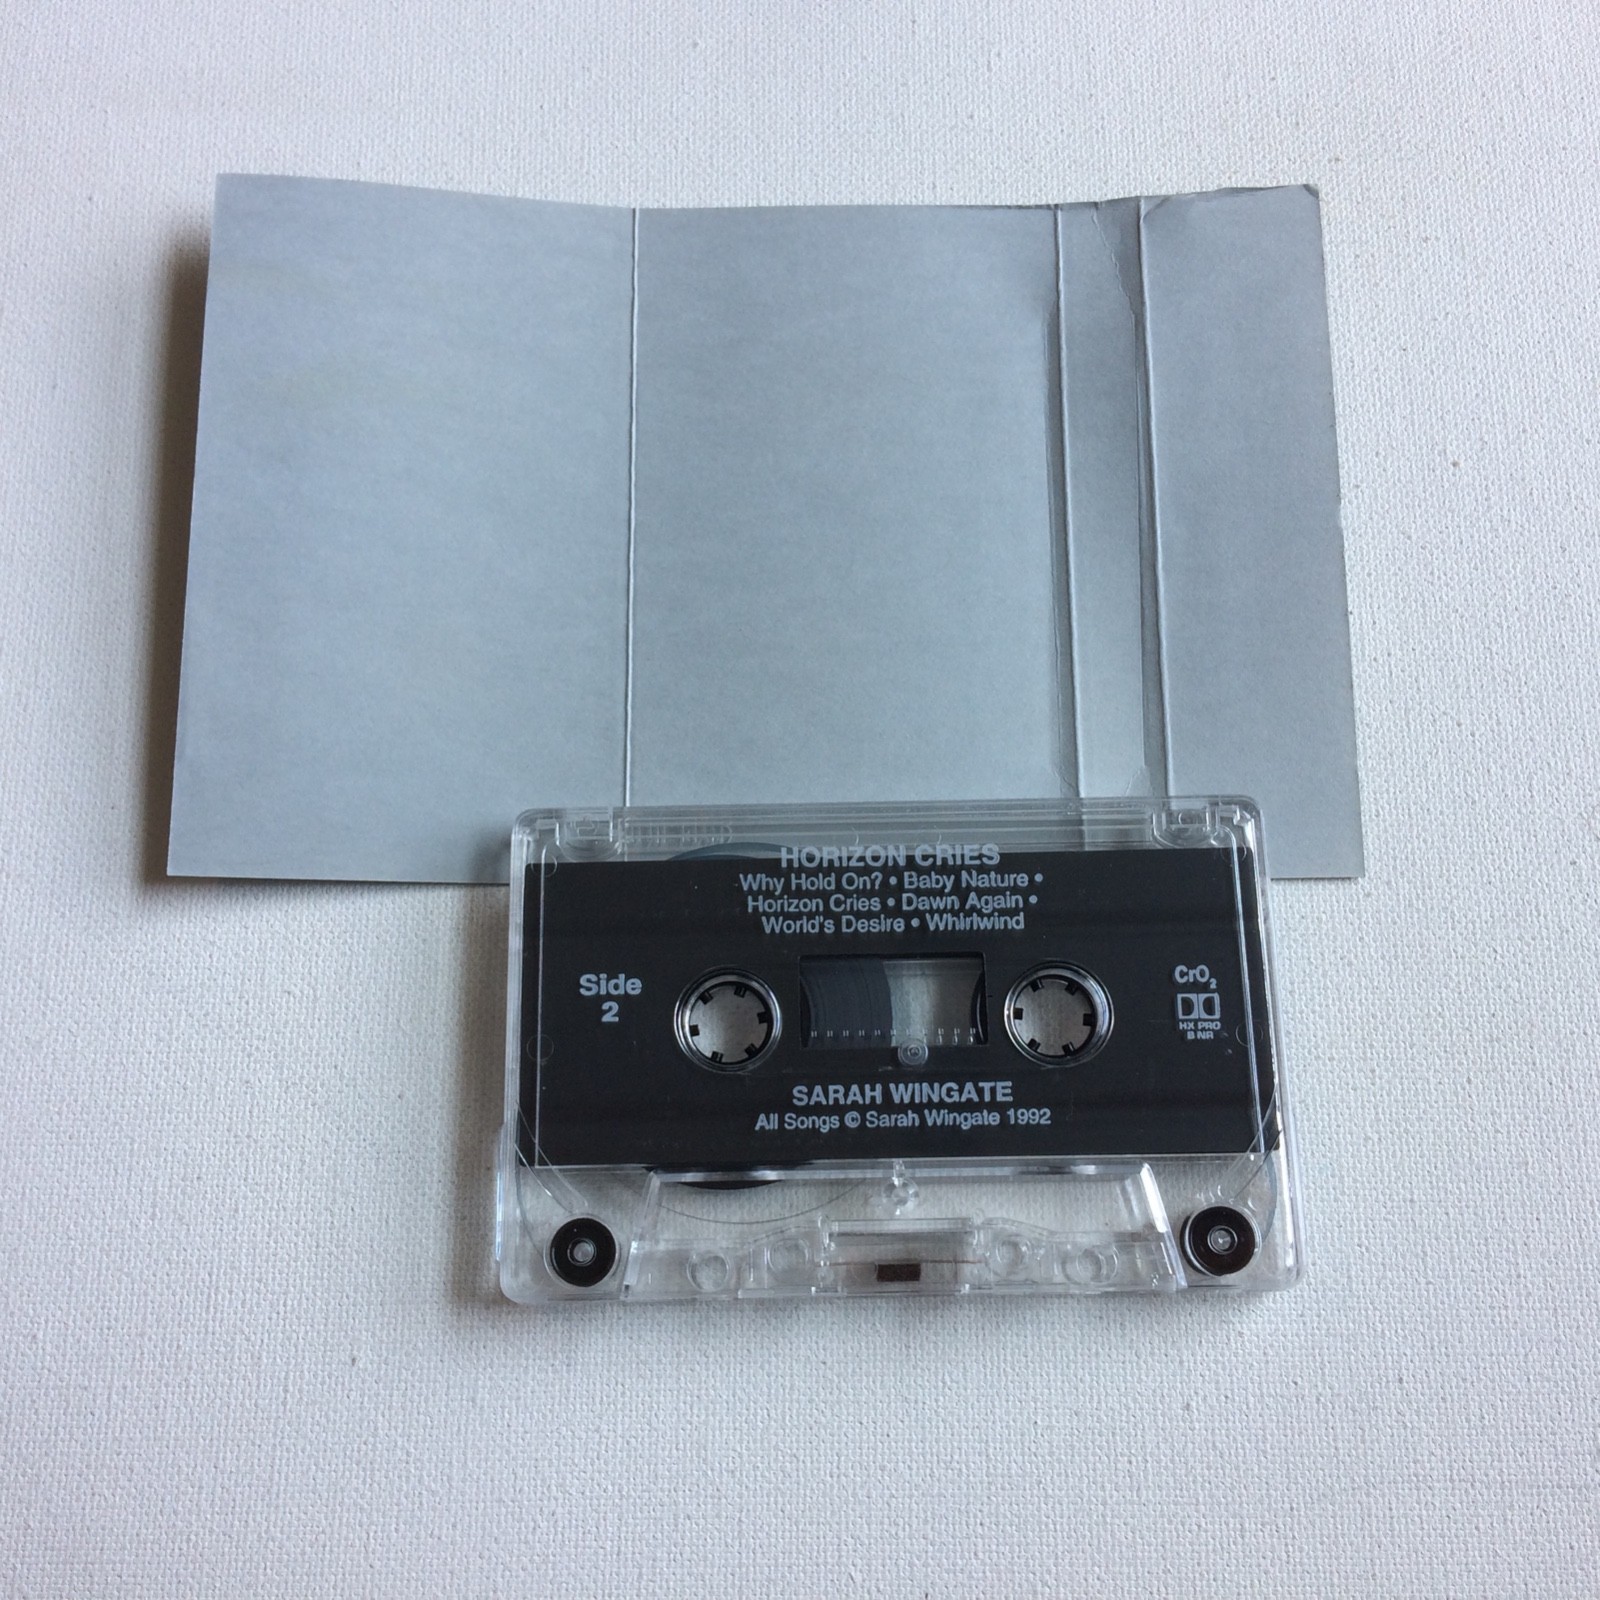 HORIZON CRIES
Why Hold On? • Baby Nature •
Horizon Cries • Dawn Again •
World's Desire • Whirlwind
Side
2
CrO2
HX PRO
B NR
SARAH WINGATE
All Songs © Sarah Wingate 1992